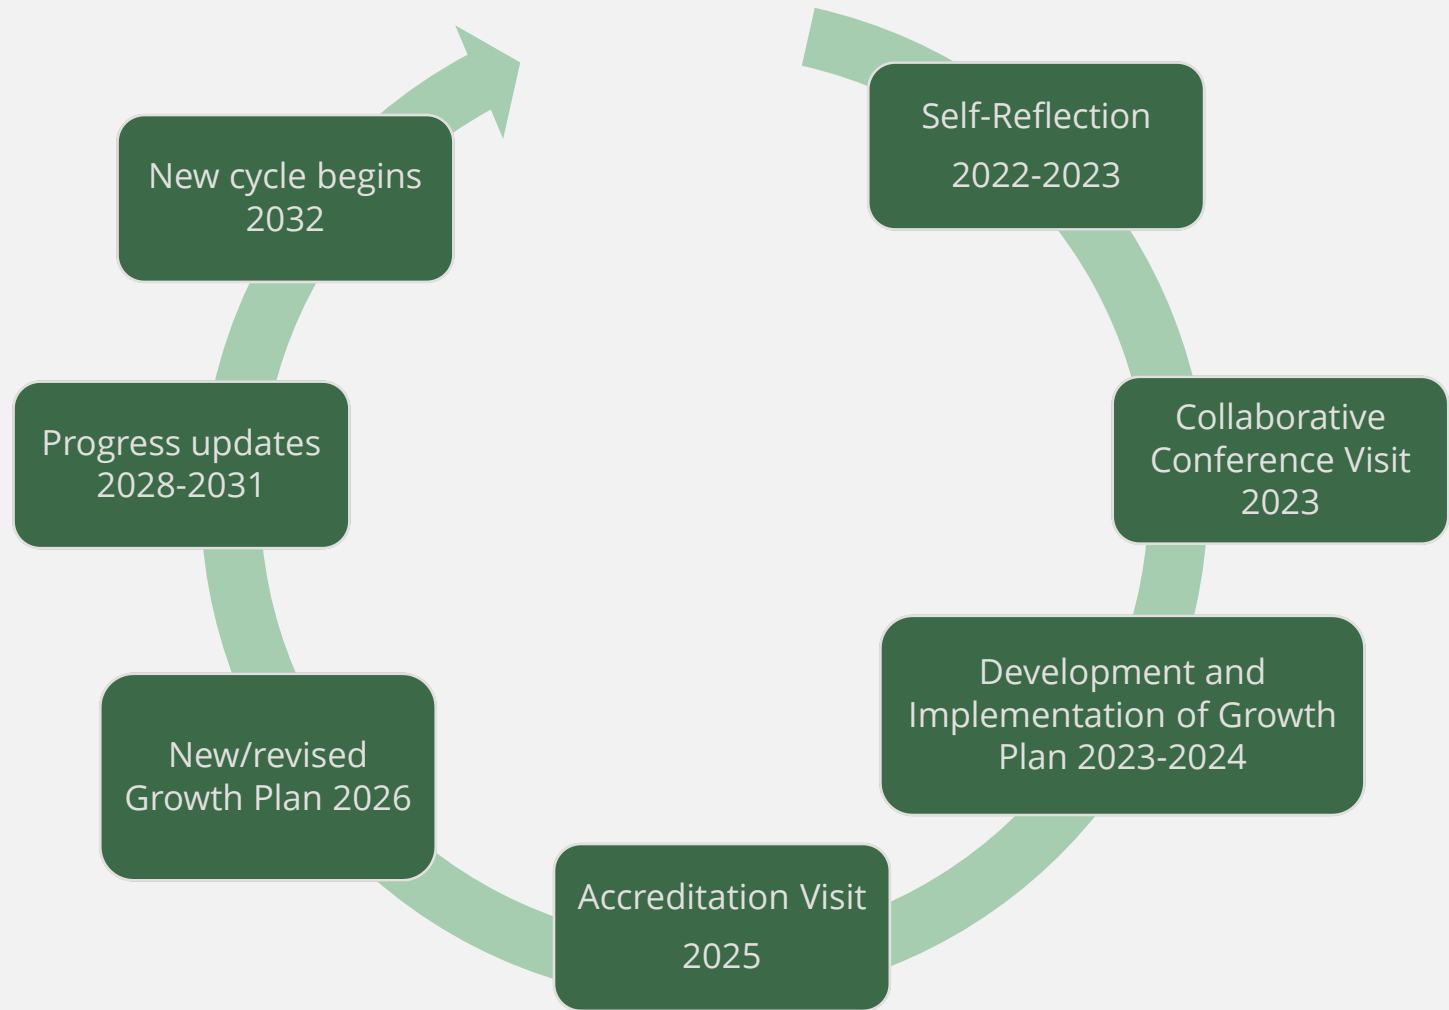 Self-Reflection
2022-2023
Collaborative
Conference Visit
2023
Development and
Implementation of Growth
Plan 2023-2024
Accreditation Visit
2025
New/revised
Growth Plan 2026
Progress updates
2028-2031
New cycle begins
2032